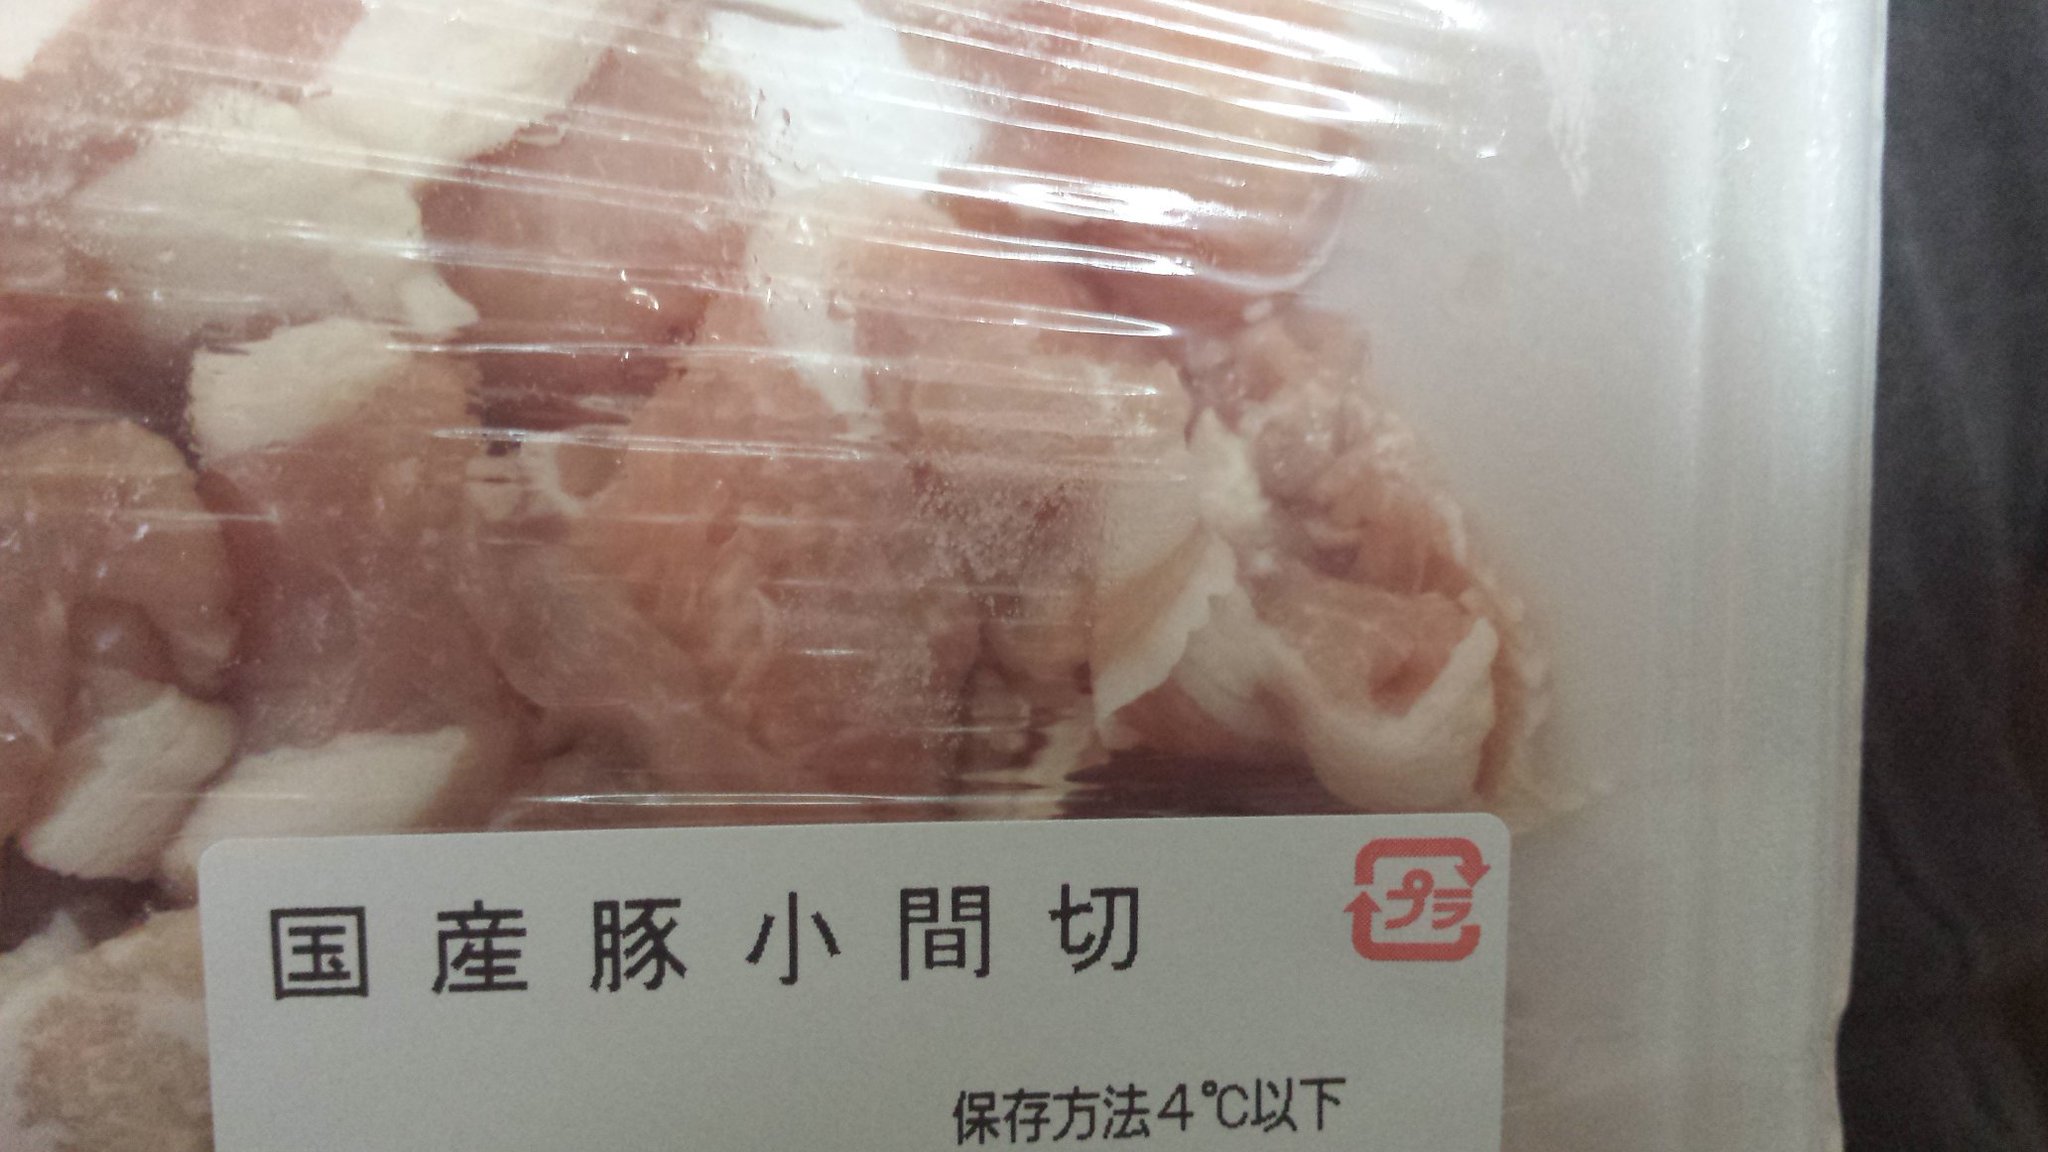 国産豚小間切
プラ
保存方法4℃以下